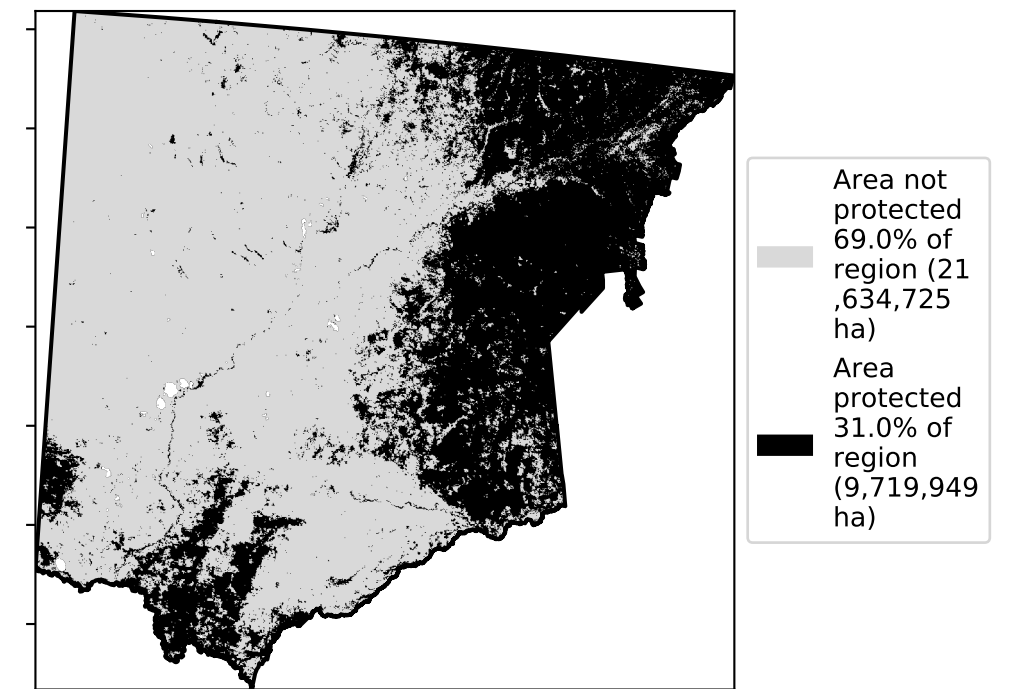 Area not
protected
69.0% of
region (21
,634,725
ha)
Area
protected
31.0% of
region
(9,719,949
ha)